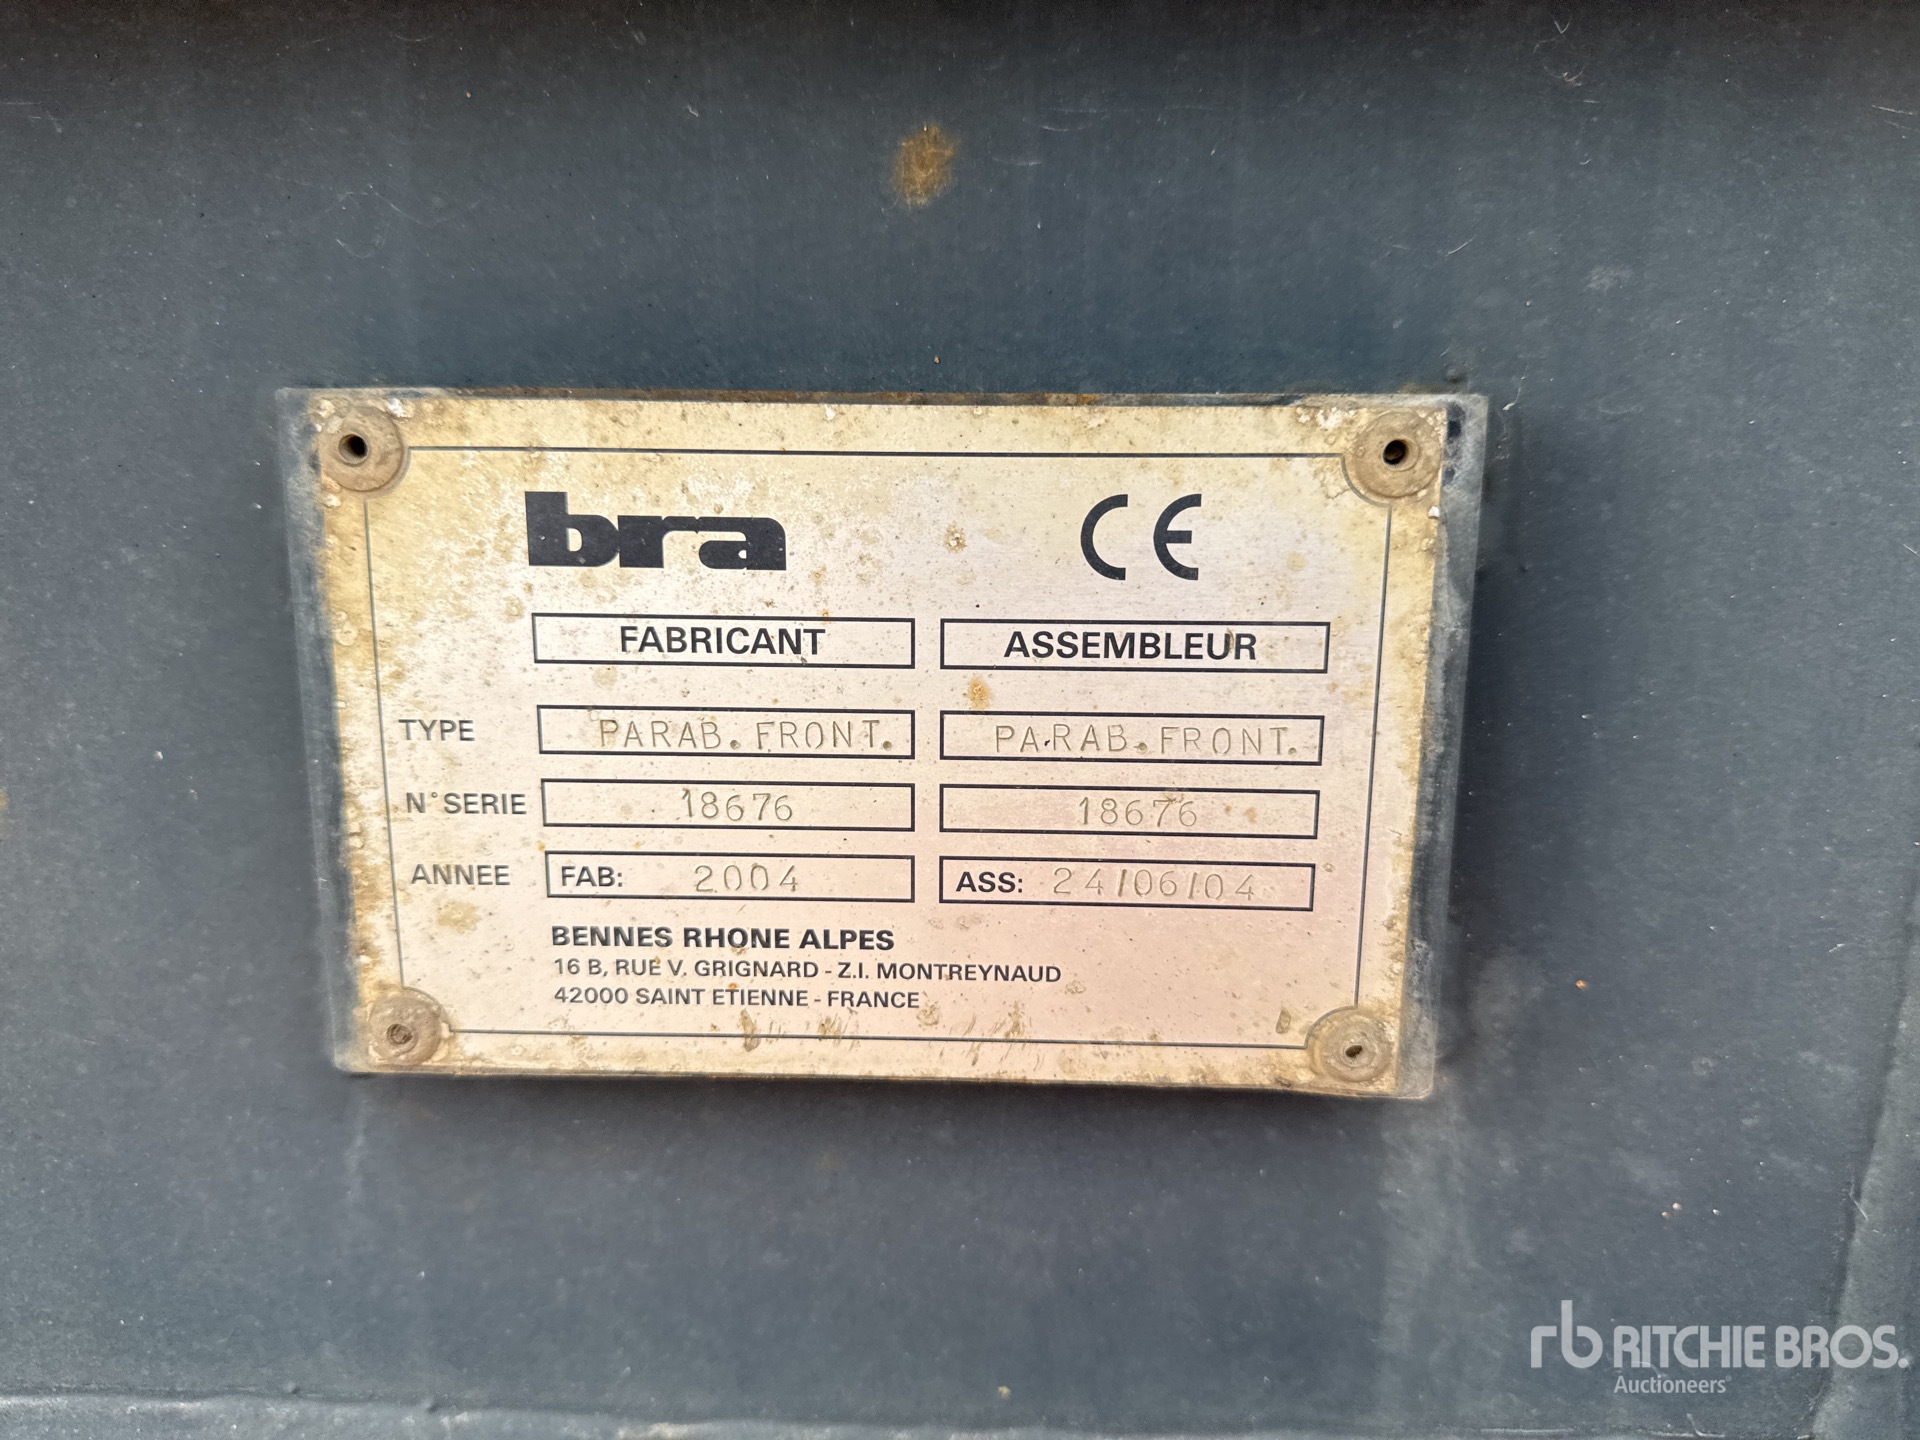 bra CE
FABRICANT ASSEMBLEUR
TYPE PARAB. FRONT. PARAB. FRONT.
N° SERIE 18676 18676
ANNEE FAB: 2004 ASS: 24/06/04
BENNES RHONE ALPES
16 B, RUE V. GRIGNARD - Z.I. MONTREYNAUD
42000 SAINT ETIENNE - FRANCE
rb RITCHIE BROS.
Auctioneers